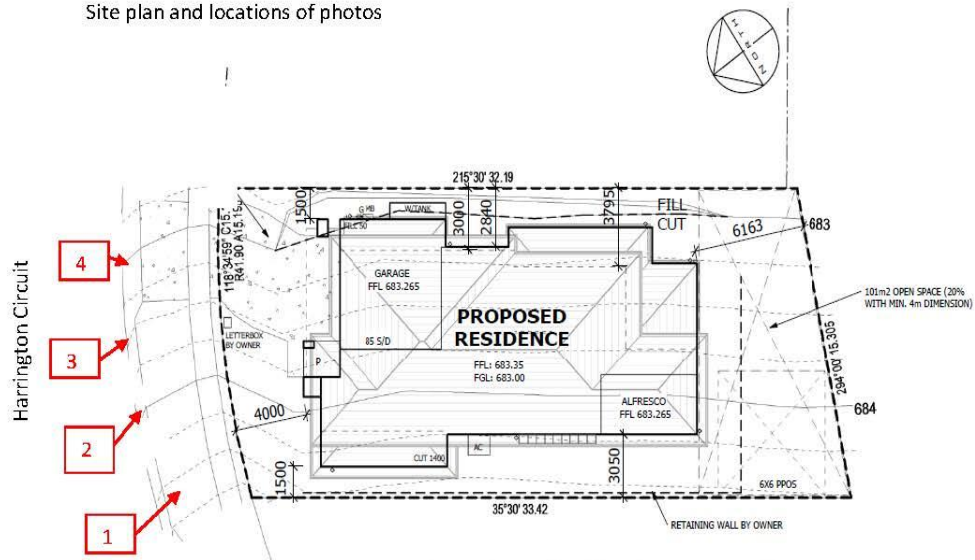 Site plan and locations of photos
NORTH
215°30' 32.19
1500
G MB
W/TANK
3000
2840
3795
FILL
CUT
6163
683
118°34'59" C15.
R41.90 A15.15
4
GARAGE
FFL 683.265
101m2 OPEN SPACE (20%
WITH MIN. 4m DIMENSION)
PROPOSED
RESIDENCE
LETTERBOX
BY OWNER
85 S/D
3
P
FFL: 683.35
FGL: 683.00
294°00' 15.305
Harrington Circuit
4000
ALFRESCO
FFL 683.265
684
2
AC
CUT 1400
1500
3050
6X6 PPOS
1
35°30' 33.42
RETAINING WALL BY OWNER